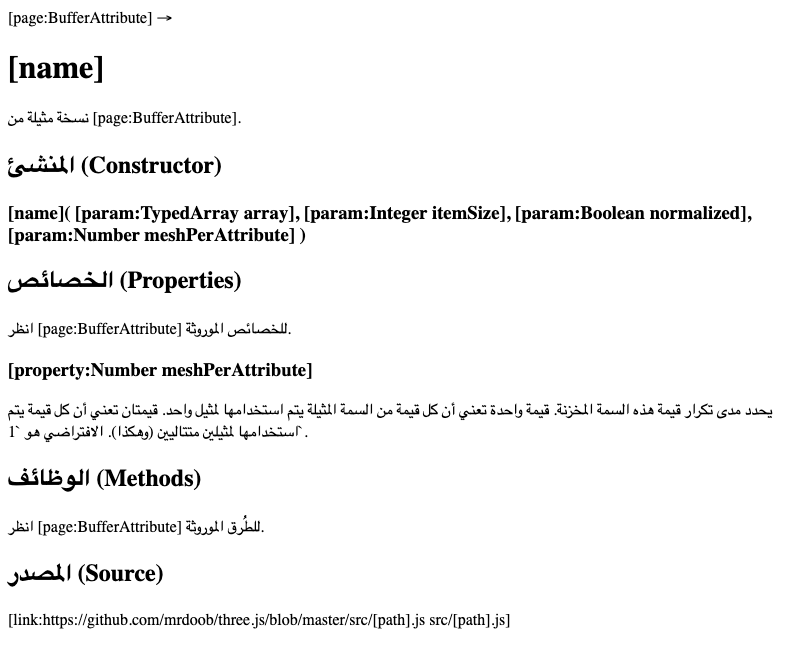 [page:BufferAttribute] →
[name]
نسخة مثيلة من [page:BufferAttribute].
المنشئ (Constructor)
[name]( [param:TypedArray array], [param:Integer itemSize], [param:Boolean normalized],
[param:Number meshPerAttribute] )
الخصائص (Properties)
انظر [page:BufferAttribute] للخصائص الموروثة.
[property:Number meshPerAttribute]
يحدد مدى تكرار قيمة هذه السمة المخزنة. قيمة واحدة تعني أن كل قيمة من السمة المثيلة يتم استخدامها لمثيل واحد. قيمتان تعني أن كل قيمة يتم
استخدامها لمثيلين متتاليين (وهكذا). الافتراضي هو `1`.
الوظائف (Methods)
انظر [page:BufferAttribute] للطُرق الموروثة.
المصدر (Source)
[link:https://github.com/mrdoob/three.js/blob/master/src/[path].js src/[path].js]